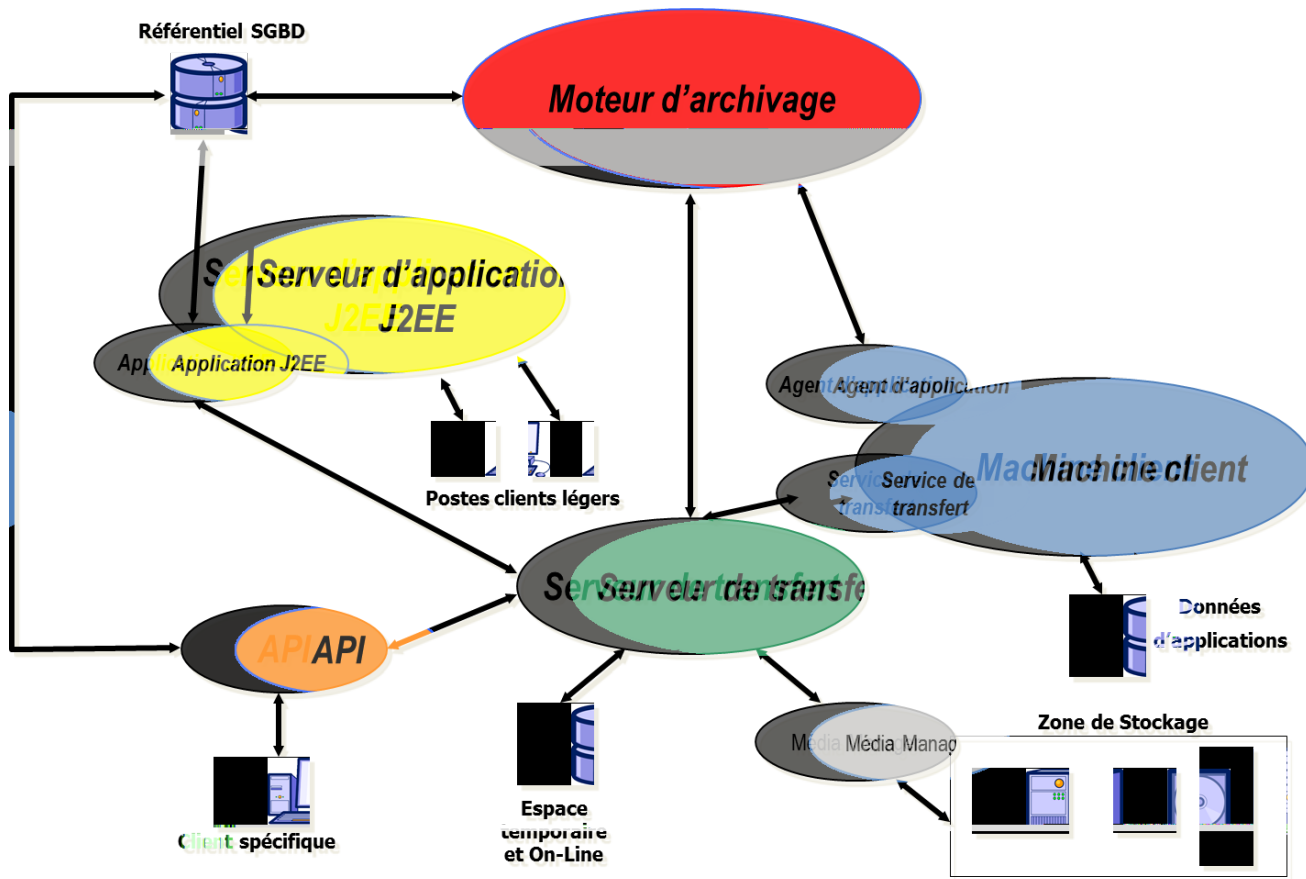 Référentiel SGBD
Moteur d'archivage
Serveur d'application
J2EE
Application J2EE
Agent d'application
Machine client
Service de
transfert
Postes clients légers
Serveur de transfe
API
Données
d'applications
Zone de Stockage
Média Manag
Espace
temporaire
et On-Line
Client spécifique